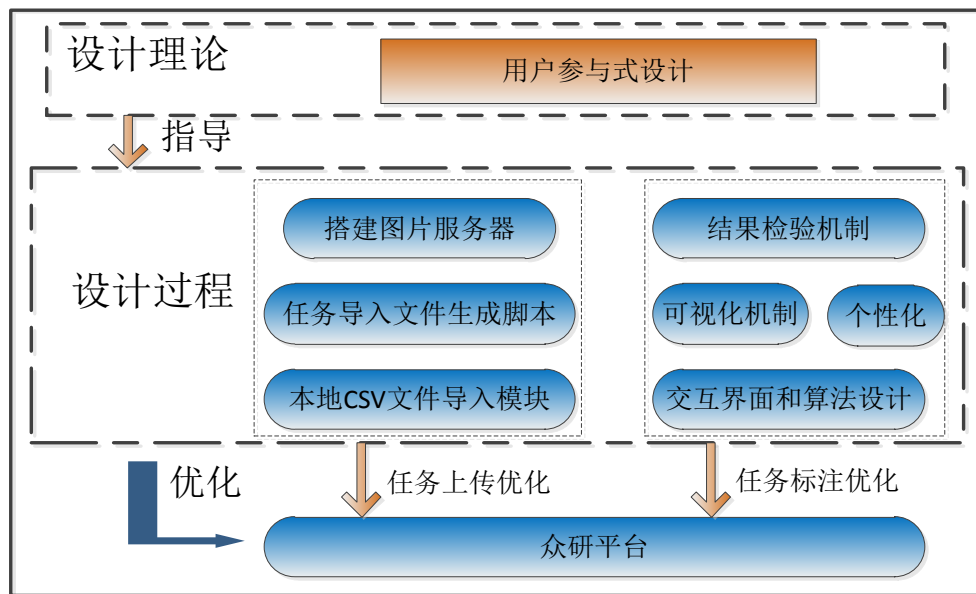 设计理论
用户参与式设计
指导
设计过程
搭建图片服务器
任务导入文件生成脚本
本地CSV文件导入模块
结果检验机制
可视化机制
个性化
交互界面和算法设计
优化
任务上传优化
任务标注优化
众研平台